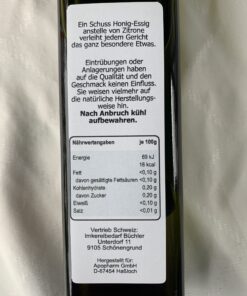 Ein Schuss Honig-Essig
anstelle von Zitrone
verleiht jedem Gericht
das ganz besondere Etwas.
Eintrübungen oder
Anlagerungen haben
auf die Qualität und den
Geschmack keinen Einfluss.
Sie weisen vielmehr auf
die natürliche Herstellungs-
weise hin.
Nach Anbruch kühl
aufbewahren.
Nährwertangaben je 100g
Energie 69 kJ
16 kcal
Fett <0,10 g
davon gesättigte Fettsäuren <0,10 g
Kohlenhydrate 0,20 g
davon Zucker 0,20 g
Eiweiß <0,10 g
Salz <0,01 g
Vertrieb Schweiz:
Imkereibedarf Büchler
Unterdorf 11
9105 Schönengrund
Hergestellt für:
Apopharm GmbH
D-67454 Haßloch